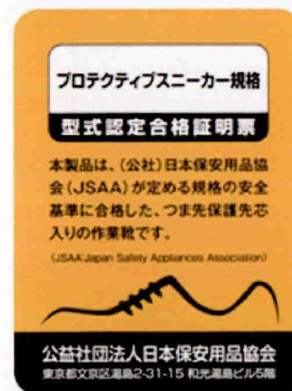 プロテクティブスニーカー規格
型式認定合格証明票
本製品は、(公社)日本保安用品協
会(JSAA)が定める規格の安全
基準に合格した、つま先保護先芯
入りの作業靴です。
(JSAA:Japan Safety Appliances Association)
公益社団法人日本保安用品協会
東京都文京区湯島2-31-15 和光湯島ビル5階